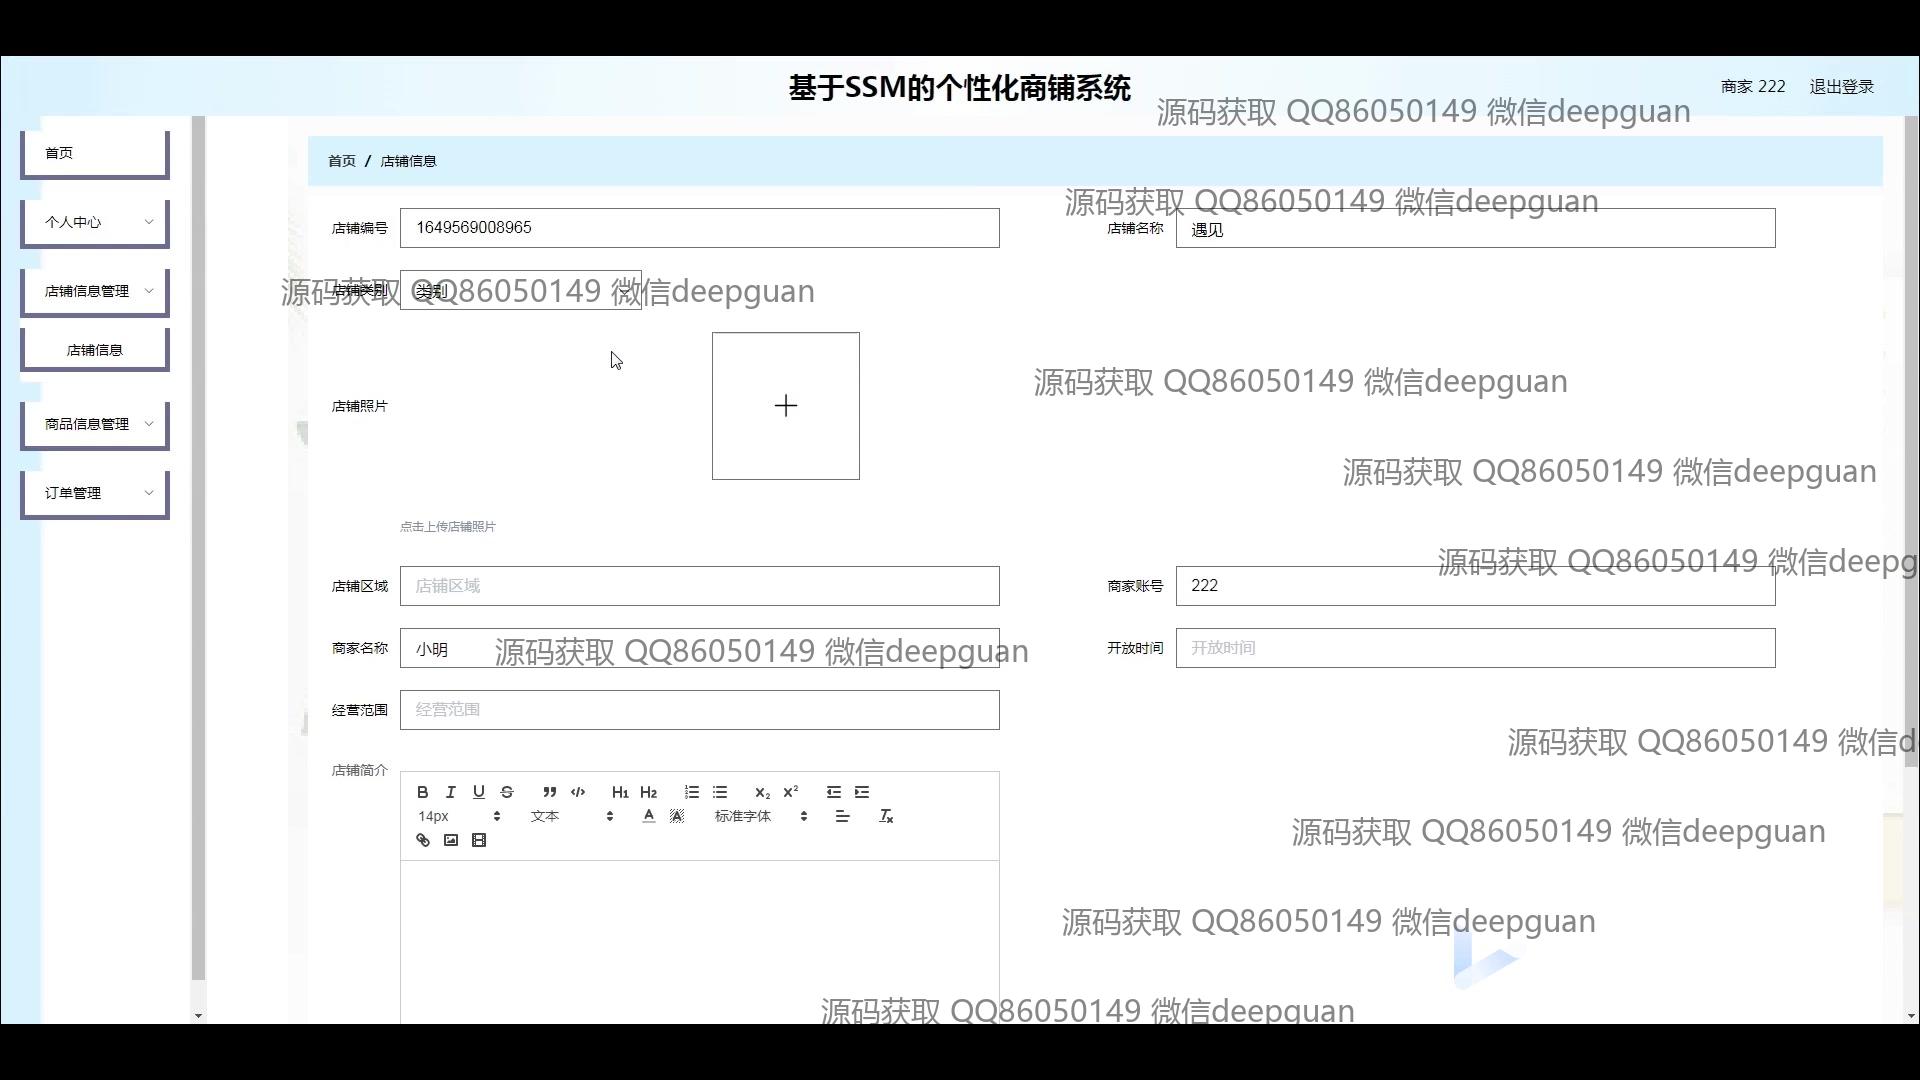 基于SSM的个性化商铺系统
商家 222 退出登录
源码获取 QQ86050149 微信deepguan
首页
首页 / 店铺信息
源码获取 QQ86050149 微信deepguan
个人中心
店铺编号 1649569008965 店铺名称 遇见
店铺信息管理
店铺类别 类别
源码获取 QQ86050149 微信deepguan
店铺信息
源码获取 QQ86050149 微信deepguan
店铺照片
商品信息管理
源码获取 QQ86050149 微信deepguan
订单管理
点击上传店铺照片
源码获取 QQ86050149 微信deepg
店铺区域 店铺区域 商家账号 222
商家名称 小明 开放时间 开放时间
源码获取 QQ86050149 微信deepguan
经营范围 经营范围
源码获取 QQ86050149 微信d
店铺简介
B I U S H1 H2 X2 X2
14px 文本 A A 标准字体 Tx
源码获取 QQ86050149 微信deepguan
源码获取 QQ86050149 微信deepguan
源码获取 QQ86050149 微信deepguan